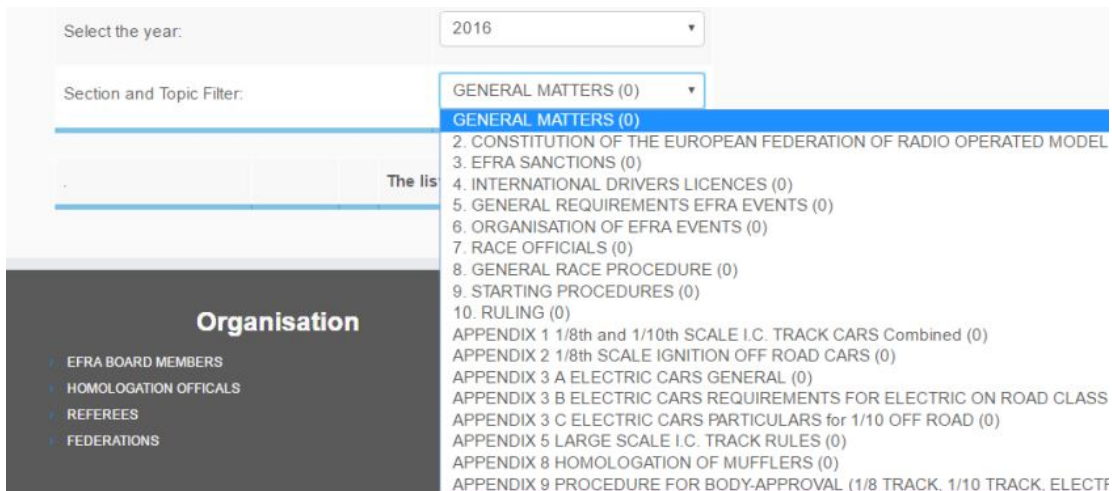 Select the year:
2016
Section and Topic Filter:
GENERAL MATTERS (0)
GENERAL MATTERS (0)
2. CONSTITUTION OF THE EUROPEAN FEDERATION OF RADIO OPERATED MODEL
3. EFRA SANCTIONS (0)
4. INTERNATIONAL DRIVERS LICENCES (0)
5. GENERAL REQUIREMENTS EFRA EVENTS (0)
6. ORGANISATION OF EFRA EVENTS (0)
7. RACE OFFICIALS (0)
8. GENERAL RACE PROCEDURE (0)
9. STARTING PROCEDURES (0)
10. RULING (0)
APPENDIX 1 1/8th and 1/10th SCALE I.C. TRACK CARS Combined (0)
APPENDIX 2 1/8th SCALE IGNITION OFF ROAD CARS (0)
APPENDIX 3 A ELECTRIC CARS GENERAL (0)
APPENDIX 3 B ELECTRIC CARS REQUIREMENTS FOR ELECTRIC ON ROAD CLASS
APPENDIX 3 C ELECTRIC CARS PARTICULARS for 1/10 OFF ROAD (0)
APPENDIX 5 LARGE SCALE I.C. TRACK RULES (0)
APPENDIX 8 HOMOLOGATION OF MUFFLERS (0)
APPENDIX 9 PROCEDURE FOR BODY-APPROVAL (1/8 TRACK, 1/10 TRACK, ELECT
. The lis
Organisation
EFRA BOARD MEMBERS
HOMOLOGATION OFFICALS
REFEREES
FEDERATIONS